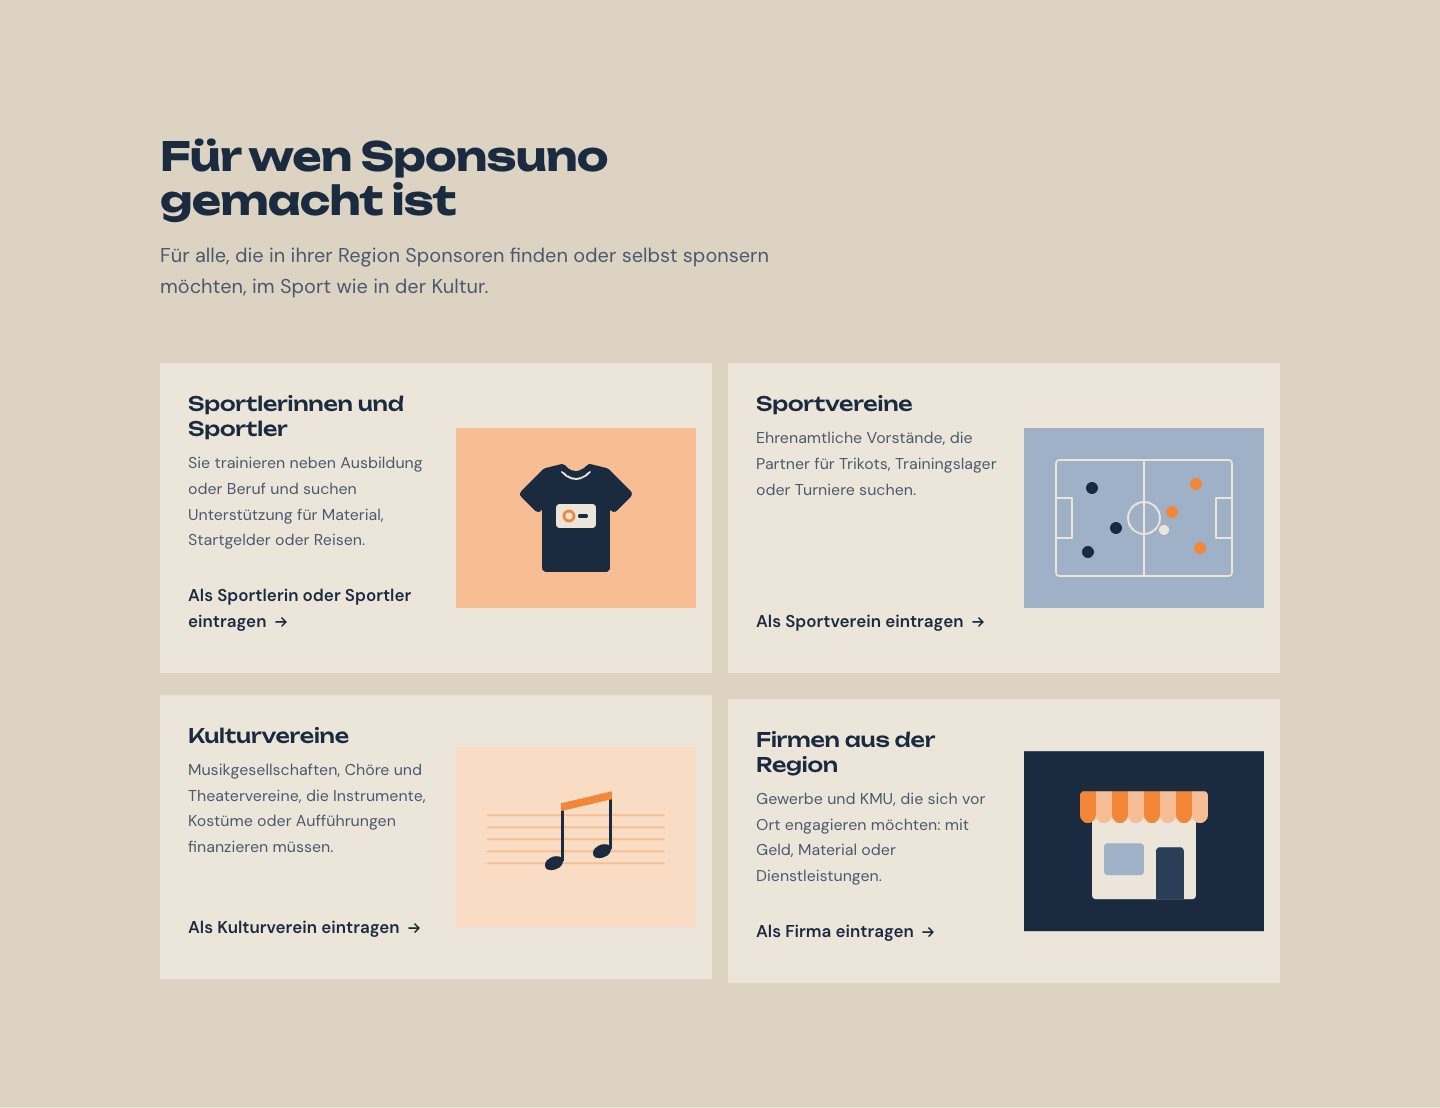 Für wen Sponsuno
gemacht ist
Für alle, die in ihrer Region Sponsoren finden oder selbst sponsern
möchten, im Sport wie in der Kultur.
Sportlerinnen und
Sportler
Sie trainieren neben Ausbildung
oder Beruf und suchen
Unterstützung für Material,
Startgelder oder Reisen.
Als Sportlerin oder Sportler
eintragen →
Sportvereine
Ehrenamtliche Vorstände, die
Partner für Trikots, Trainingslager
oder Turniere suchen.
Als Sportverein eintragen →
Kulturvereine
Musikgesellschaften, Chöre und
Theatervereine, die Instrumente,
Kostüme oder Aufführungen
finanzieren müssen.
Als Kulturverein eintragen →
Firmen aus der
Region
Gewerbe und KMU, die sich vor
Ort engagieren möchten: mit
Geld, Material oder
Dienstleistungen.
Als Firma eintragen →